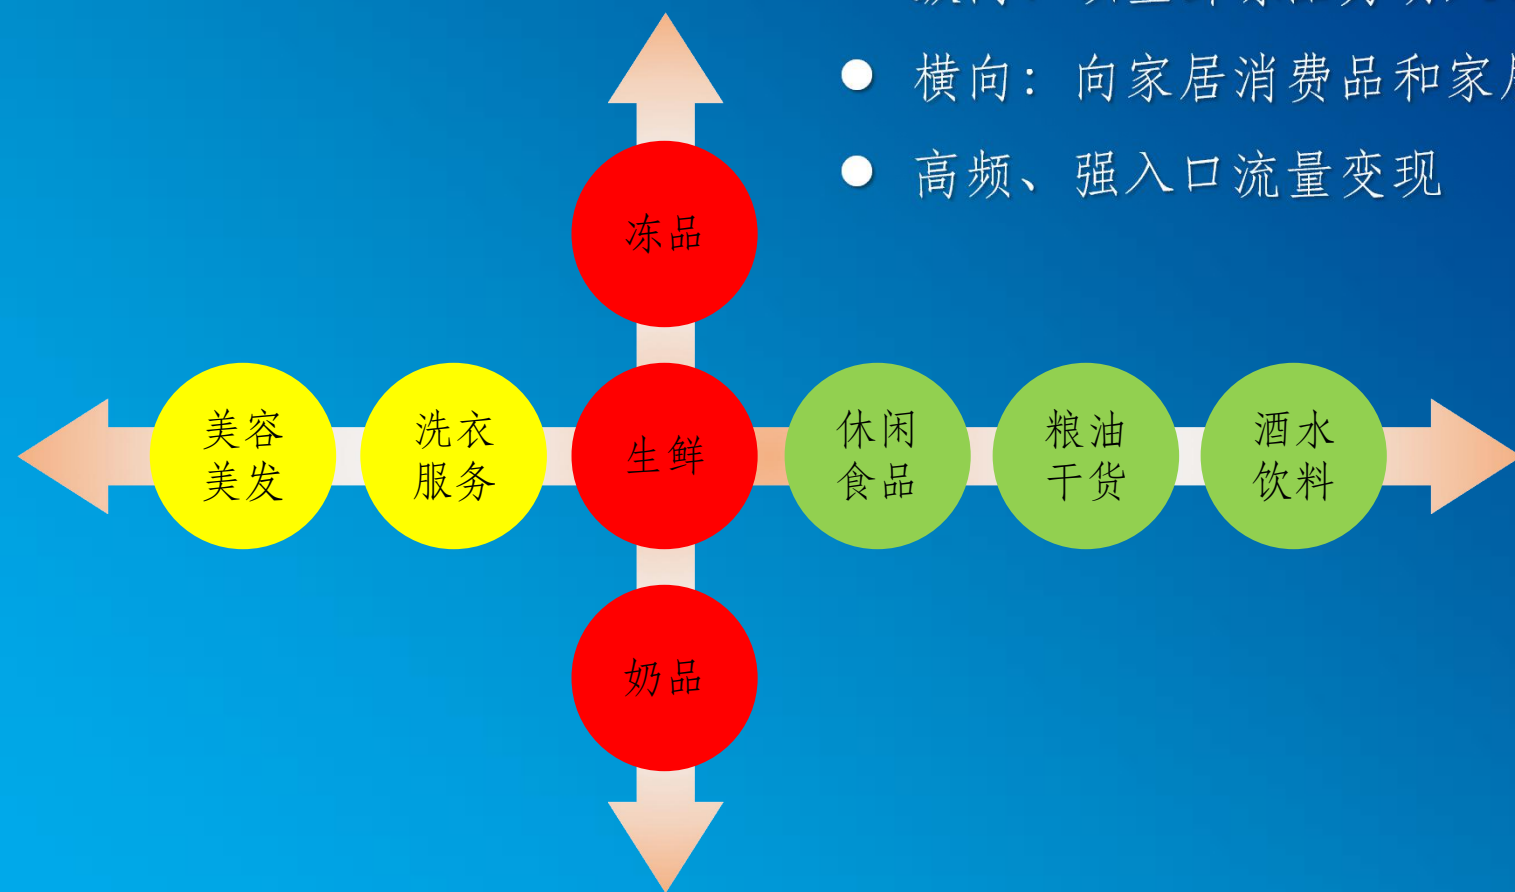 横向：向家居消费品和家
高频、强入口流量变现
冻品
美容
美发
洗衣
服务
生鲜
休闲
食品
粮油
干货
酒水
饮料
奶品